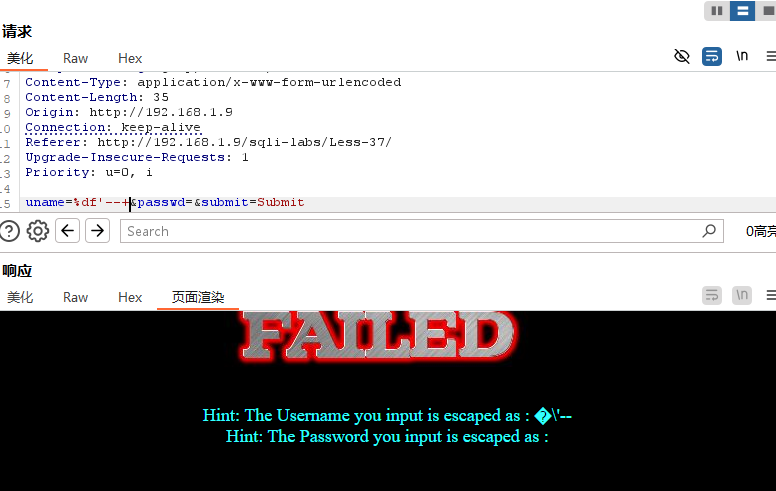 请求
美化 Raw Hex \n
7 Content-Type: application/x-www-form-urlencoded
8 Content-Length: 35
9 Origin: http://192.168.1.9
10 Connection: keep-alive
11 Referer: http://192.168.1.9/sqli-labs/Less-37/
12 Upgrade-Insecure-Requests: 1
13 Priority: u=0, i
14
15 uname=%df'--+&passwd=&submit=Submit
Search 0高亮
响应
美化 Raw Hex 页面渲染 \n
FAILED
Hint: The Username you input is escaped as : �\'--
Hint: The Password you input is escaped as :